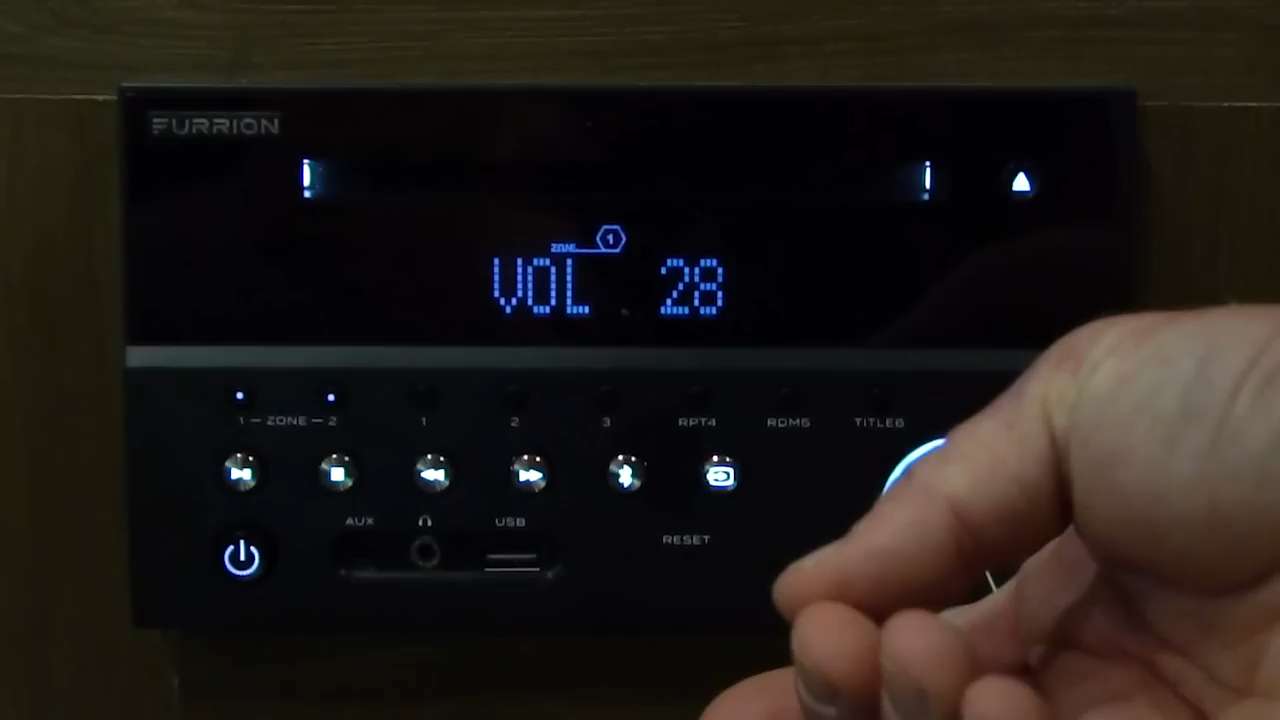 FURRION
ZONE 1
VOL 28
1 — ZONE — 2 1 2 3 RPT4 RDM5 TITLE6
AUX USB
RESET